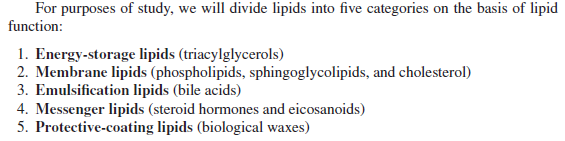 For purposes of study, we will divide lipids into five categories on the basis of lipid
function:
1. Energy-storage lipids (triacylglycerols)
2. Membrane lipids (phospholipids, sphingoglycolipids, and cholesterol)
3. Emulsification lipids (bile acids)
4. Messenger lipids (steroid hormones and eicosanoids)
5. Protective-coating lipids (biological waxes)